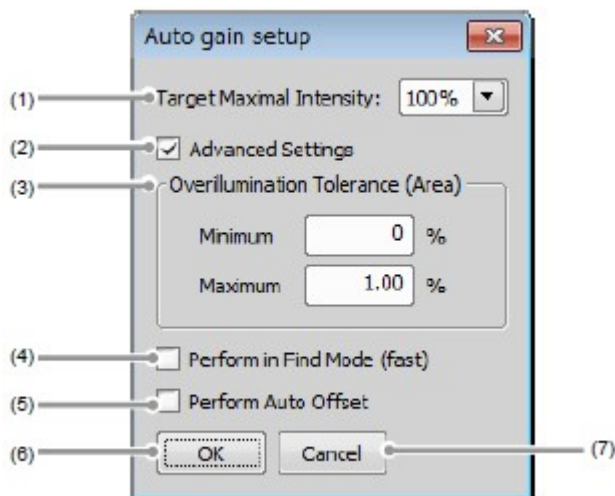 Auto gain setup
(1) Target Maximal Intensity: 100%
(2) Advanced Settings
(3) Overillumination Tolerance (Area)
Minimum 0 %
Maximum 1.00 %
(4) Perform in Find Mode (fast)
(5) Perform Auto Offset
(6) OK Cancel (7)